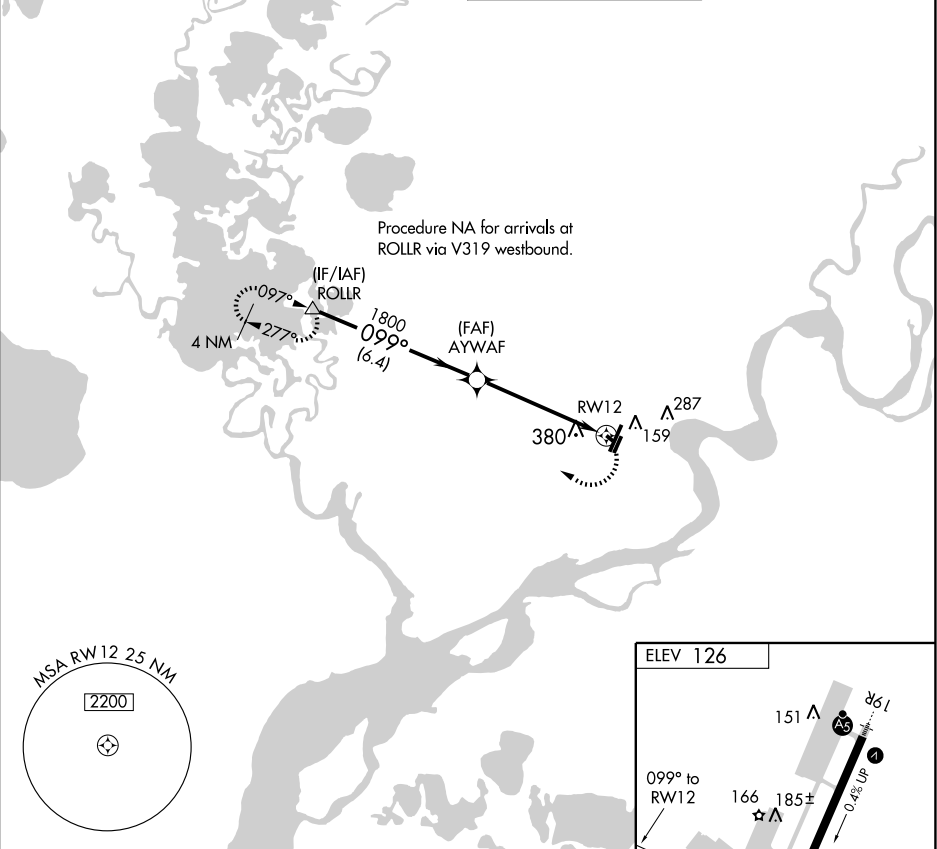 Procedure NA for arrivals at
ROLLR via V319 westbound.
(IF/IAF)
ROLLR
097°
277°
4 NM
1800
099°
(6.4)
(FAF)
AYWAF
RW12
287
159
380
MSA RW12 25 NM
2200
ELEV 126
19R
151
A5
099° to
RW12
166
185±
0.4% UP